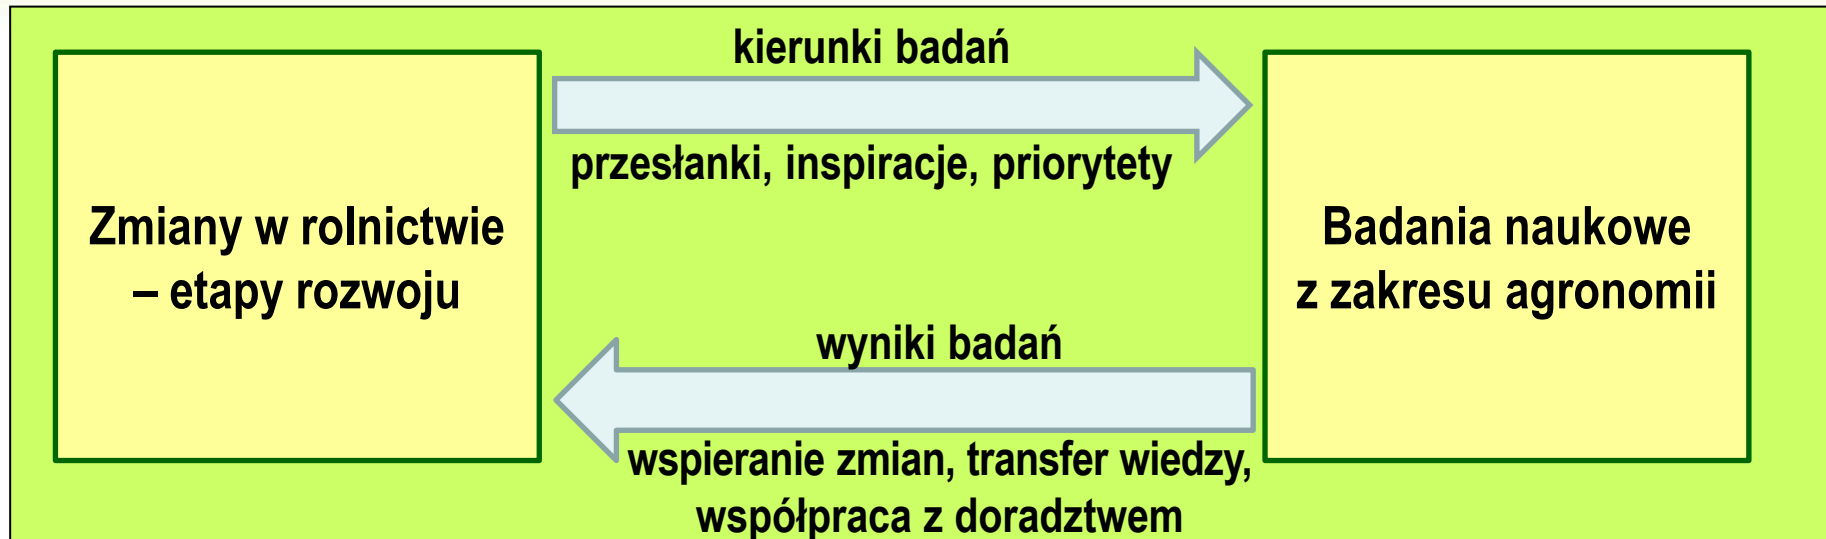 Zmiany w rolnictwie
– etapy rozwoju
kierunki badań
przesłanki, inspiracje, priorytety
Badania naukowe
z zakresu agronomii
wyniki badań
wspieranie zmian, transfer wiedzy,
współpraca z doradztwem